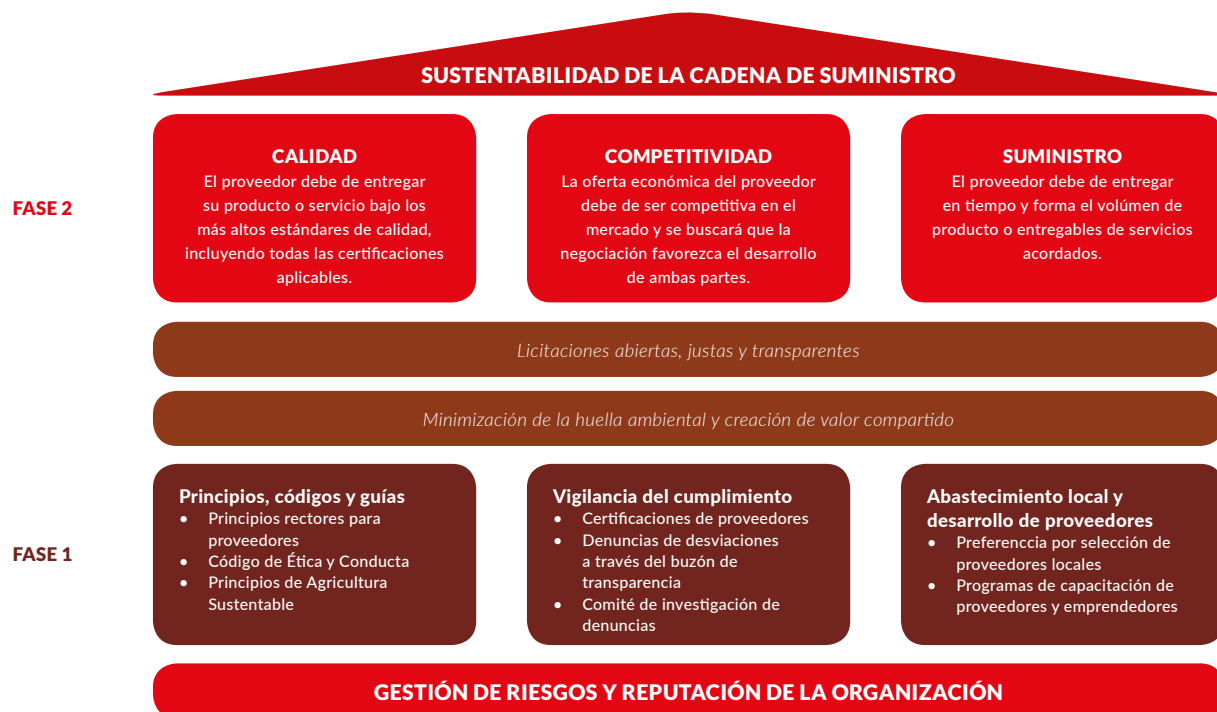 SUSTENTABILIDAD DE LA CADENA DE SUMINISTRO
FASE 2
CALIDAD
El proveedor debe de entregar
su producto o servicio bajo los
más altos estándares de calidad,
incluyendo todas las certificaciones
aplicables.
COMPETITIVIDAD
La oferta económica del proveedor
debe de ser competitiva en el
mercado y se buscará que la
negociación favorezca el desarrollo
de ambas partes.
SUMINISTRO
El proveedor debe de entregar
en tiempo y forma el volúmen de
producto o entregables de servicios
acordados.
Licitaciones abiertas, justas y transparentes
Minimización de la huella ambiental y creación de valor compartido
FASE 1
Principios, códigos y guías
• Principios rectores para
proveedores
• Código de Ética y Conducta
• Principios de Agricultura
Sustentable
Vigilancia del cumplimiento
• Certificaciones de proveedores
• Denuncias de desviaciones
a través del buzón de
transparencia
• Comité de investigación de
denuncias
Abastecimiento local y
desarrollo de proveedores
• Preferenccia por selección de
proveedores locales
• Programas de capacitación de
proveedores y emprendedores
GESTIÓN DE RIESGOS Y REPUTACIÓN DE LA ORGANIZACIÓN